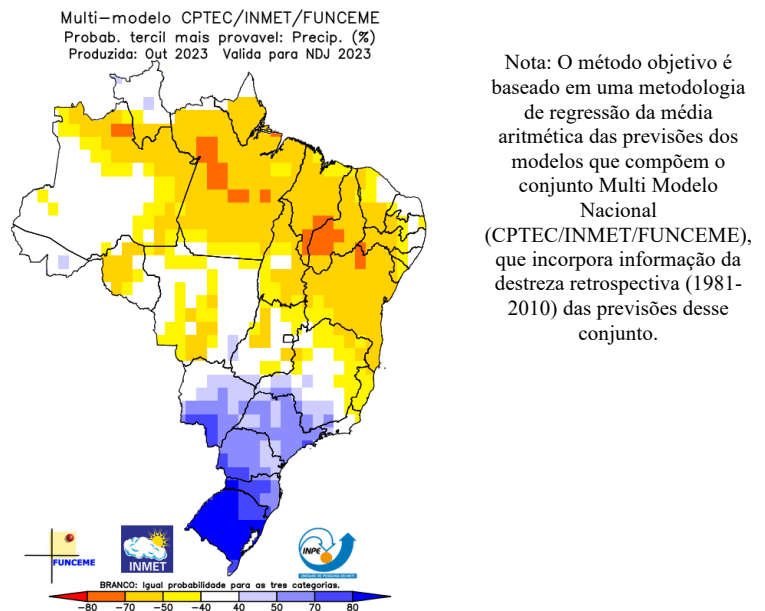 Multi-modelo CPTEC/INMET/FUNCEME
Probab. tercil mais provavel: Precip. (%)
Produzida: Out 2023 Valida para NDJ 2023
Nota: O método objetivo é
baseado em uma metodologia
de regressão da média
aritmética das previsões dos
modelos que compõem o
conjunto Multi Modelo
Nacional
(CPTEC/INMET/FUNCEME),
que incorpora informação da
destreza retrospectiva (1981-
2010) das previsões desse
conjunto.
FUNCEME
INMET
INPE
BRANCO: Igual probabilidade para as tres categorias.
-80 -70 -50 -40 40 50 70 80